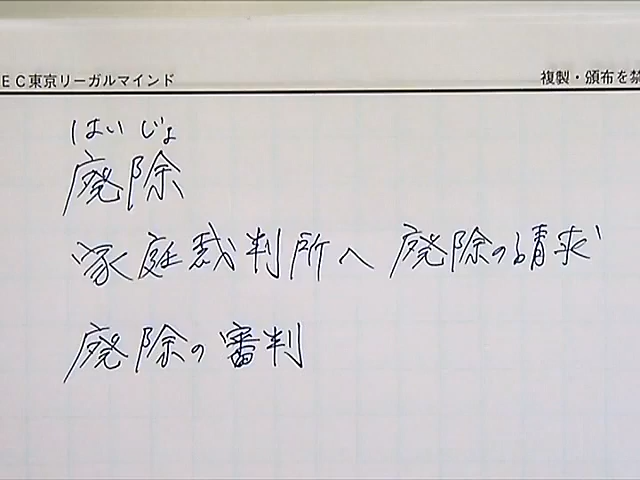 EC東京リーガルマインド
複製・頒布を禁
はいじょ
廃除
家庭裁判所へ 廃除の請求
廃除の審判